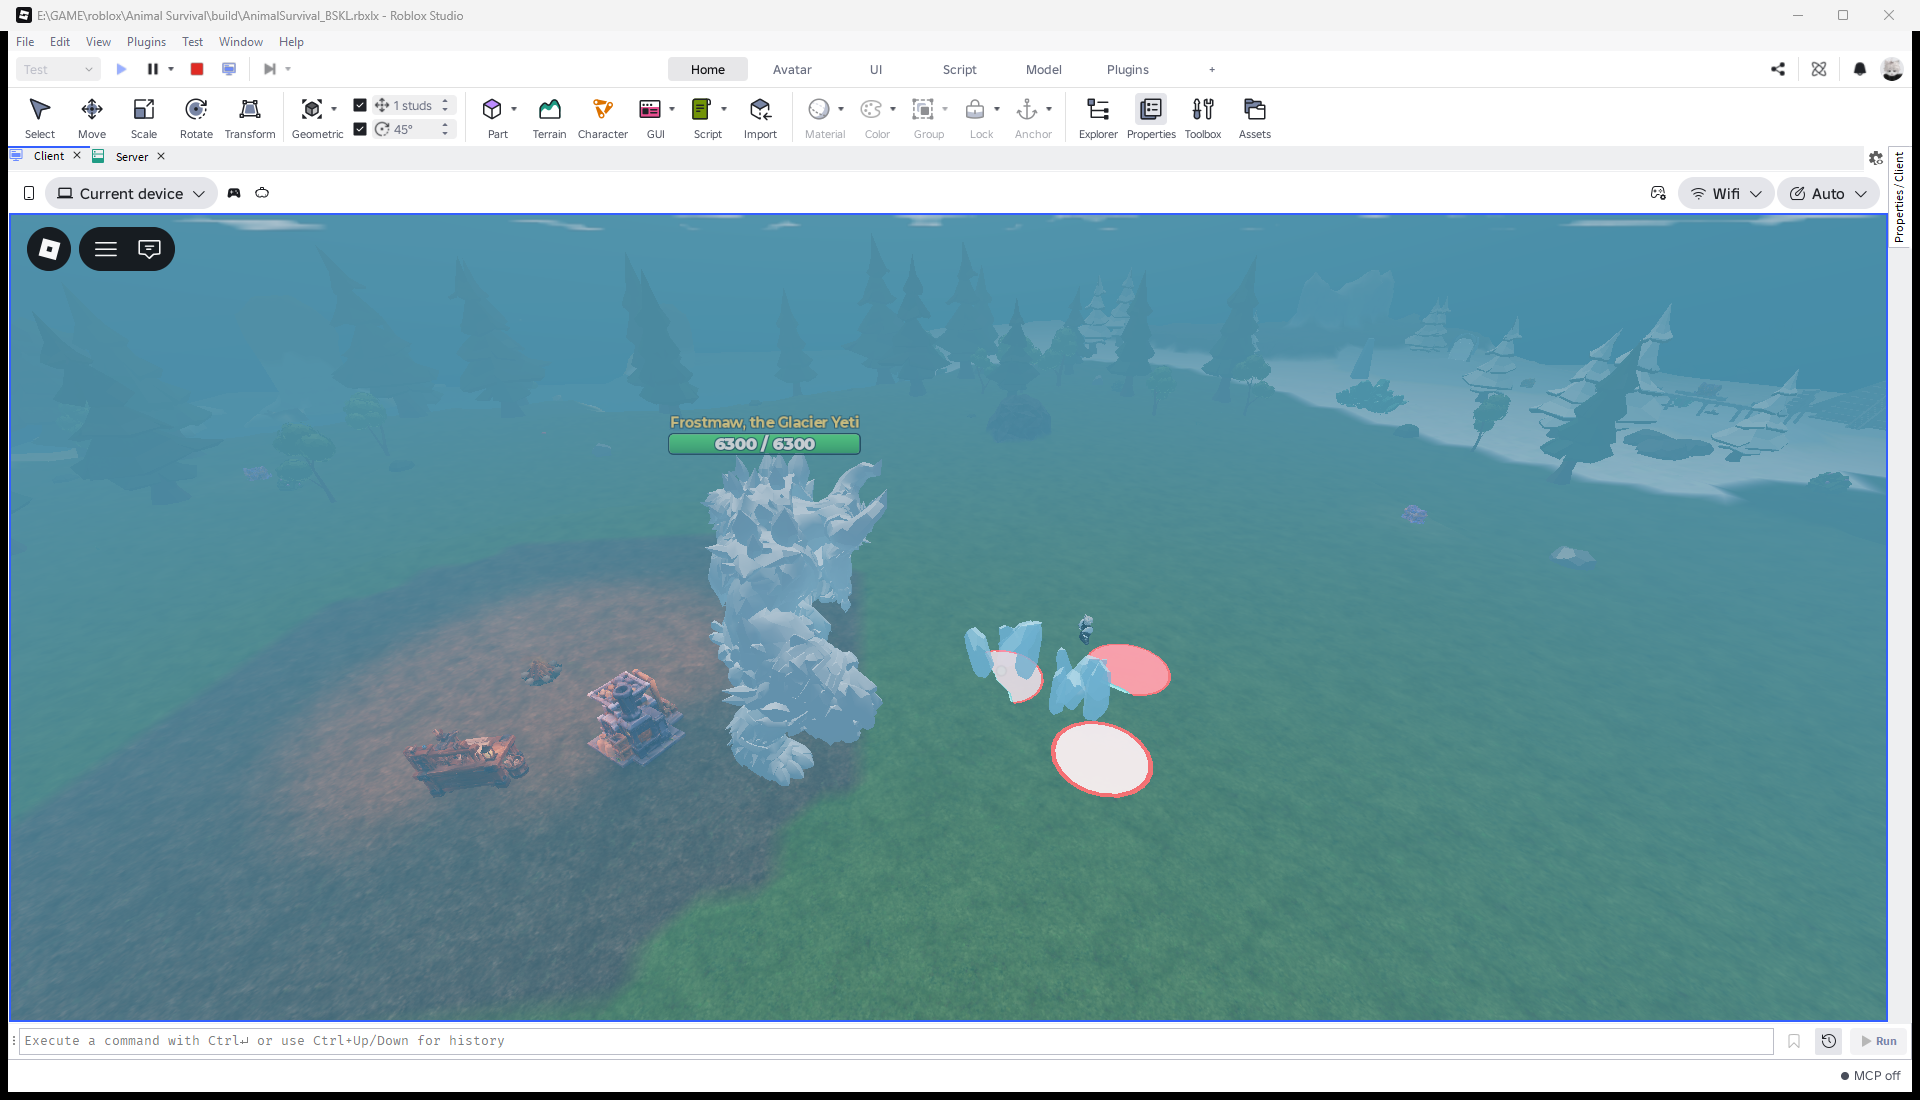 E:\GAME\roblox\Animal Survival\build\AnimalSurvival_BSKL.rbxlx - Roblox Studio
File Edit View Plugins Test Window Help
Test
Home Avatar UI Script Model Plugins +
Select Move Scale Rotate Transform Geometric 1 studs 45° Part Terrain Character GUI Script Import Material Color Group Lock Anchor Explorer Properties Toolbox Assets
Client Server
Current device Wifi Auto
Properties / Client
Frostmaw, the Glacier Yeti
6300 / 6300
Execute a command with Ctrl↵ or use Ctrl+Up/Down for history
Run
MCP off